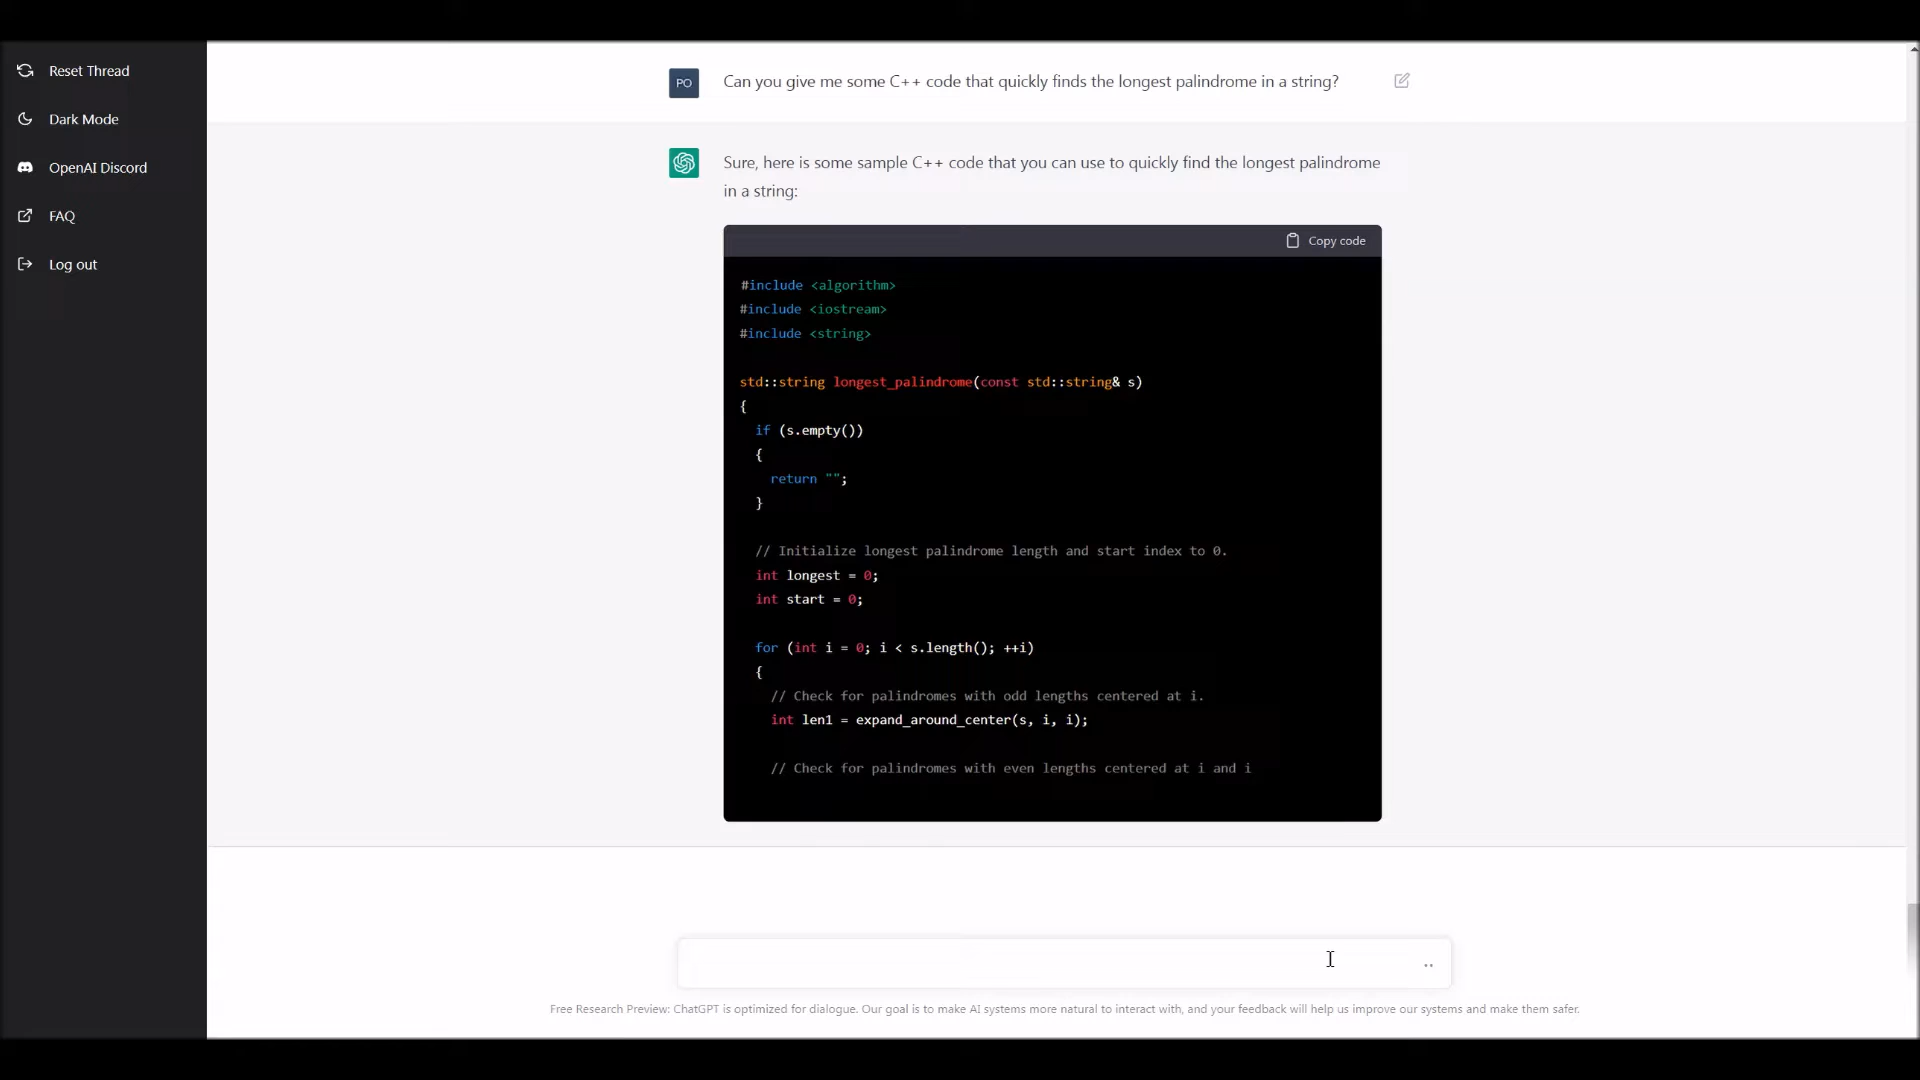 Reset Thread
Dark Mode
OpenAI Discord
FAQ
Log out
PO
Can you give me some C++ code that quickly finds the longest palindrome in a string?
Sure, here is some sample C++ code that you can use to quickly find the longest palindrome
in a string:
Copy code
#include <algorithm>
#include <iostream>
#include <string>
std::string longest_palindrome(const std::string& s)
{
if (s.empty())
{
return "";
}
// Initialize longest palindrome length and start index to 0.
int longest = 0;
int start = 0;
for (int i = 0; i < s.length(); ++i)
{
// Check for palindromes with odd lengths centered at i.
int len1 = expand_around_center(s, i, i);
// Check for palindromes with even lengths centered at i and i
Free Research Preview: ChatGPT is optimized for dialogue. Our goal is to make AI systems more natural to interact with, and your feedback will help us improve our systems and make them safer.